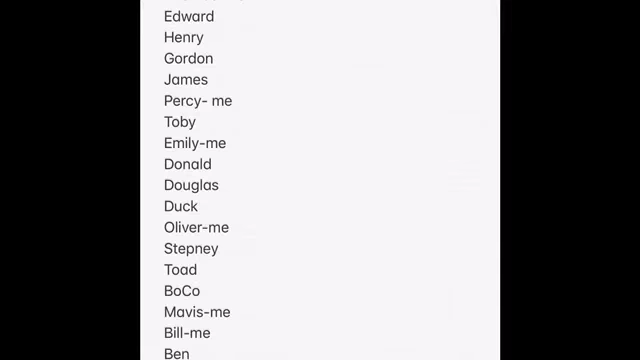 Edward
Henry
Gordon
James
Percy- me
Toby
Emily-me
Donald
Douglas
Duck
Oliver-me
Stepney
Toad
BoCo
Mavis-me
Bill-me
Ben